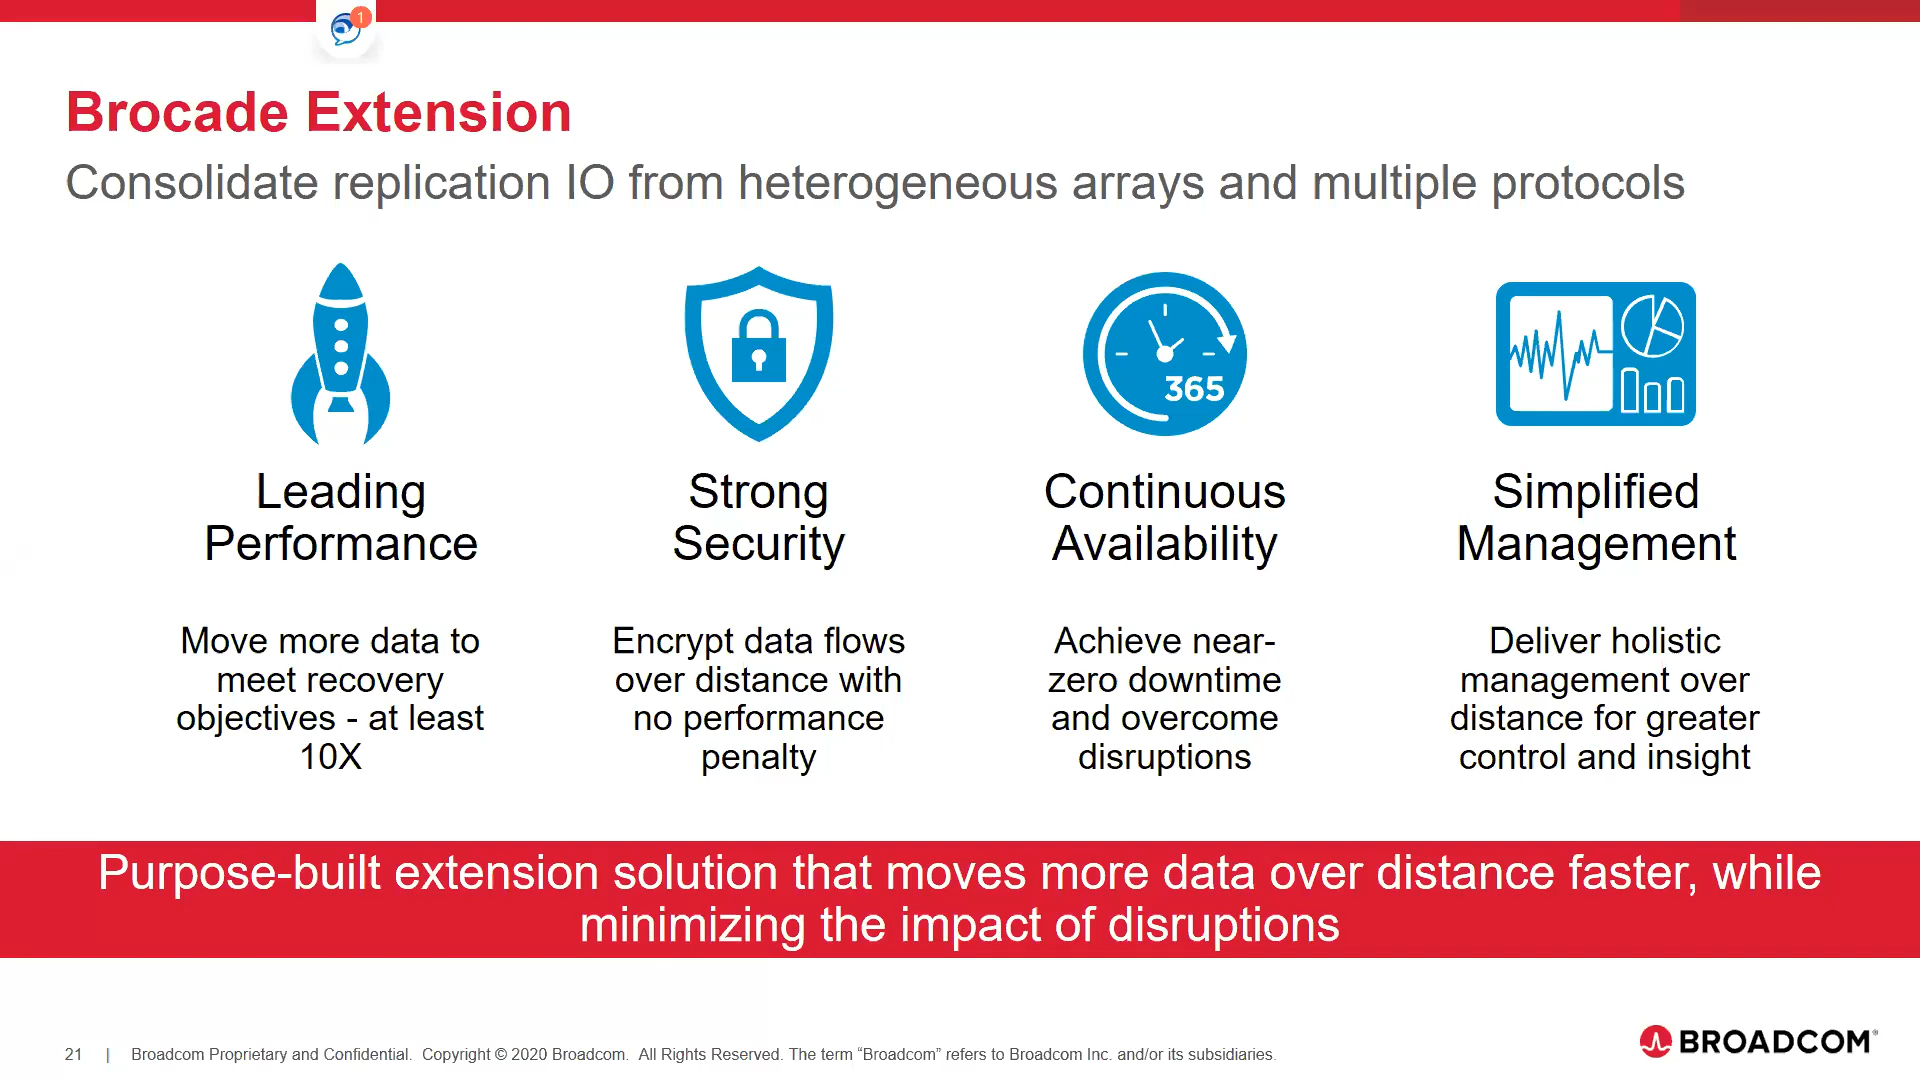 1
Brocade Extension
Consolidate replication IO from heterogeneous arrays and multiple protocols
365
Leading
Performance
Move more data to
meet recovery
objectives - at least
10X
Strong
Security
Encrypt data flows
over distance with
no performance
penalty
Continuous
Availability
Achieve near-
zero downtime
and overcome
disruptions
Simplified
Management
Deliver holistic
management over
distance for greater
control and insight
Purpose-built extension solution that moves more data over distance faster, while
minimizing the impact of disruptions
21 | Broadcom Proprietary and Confidential. Copyright © 2020 Broadcom. All Rights Reserved. The term “Broadcom” refers to Broadcom Inc. and/or its subsidiaries.
BROADCOM®